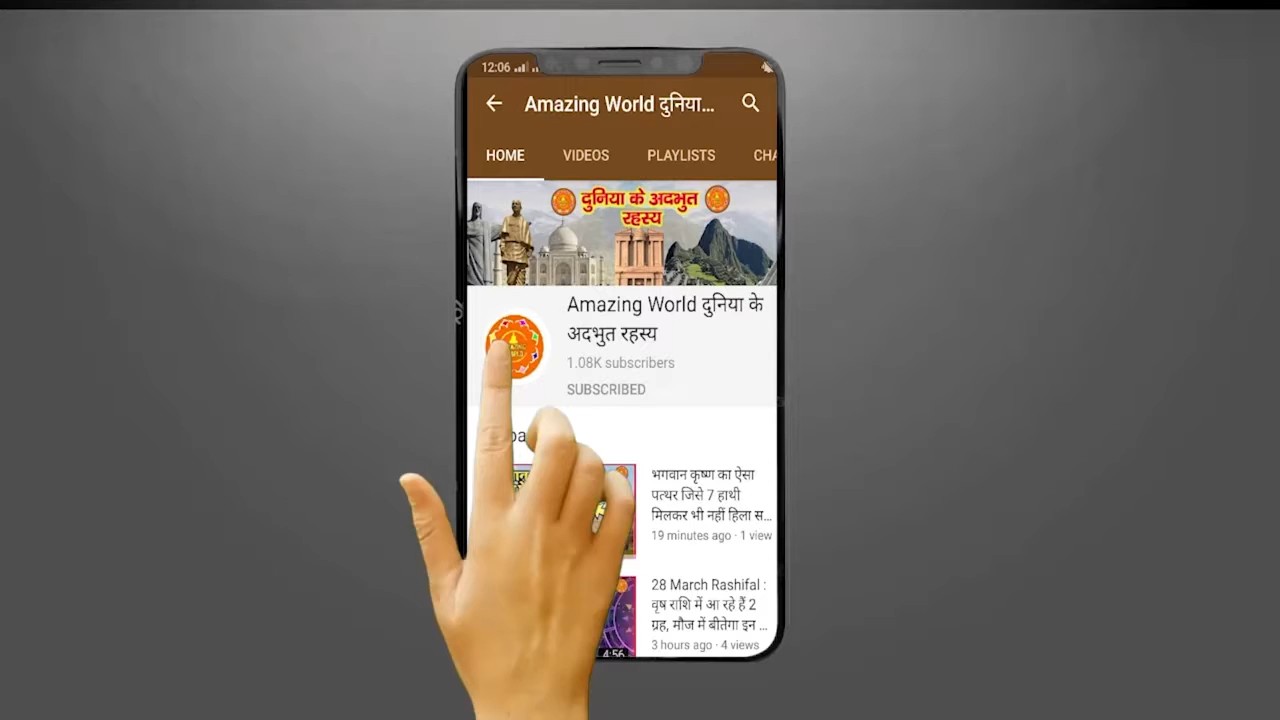 12:06
Amazing World दुनिया...
HOME VIDEOS PLAYLISTS CHA
दुनिया के अदभुत
रहस्य
Amazing World दुनिया के
अदभुत रहस्य
1.08K subscribers
SUBSCRIBED
भगवान कृष्ण का ऐसा
पत्थर जिसे 7 हाथी
मिलकर भी नहीं हिला स...
19 minutes ago · 1 view
28 March Rashifal :
वृष राशि में आ रहे हैं 2
ग्रह, मौज में बीतेगा इन ...
3 hours ago · 4 views
4:56